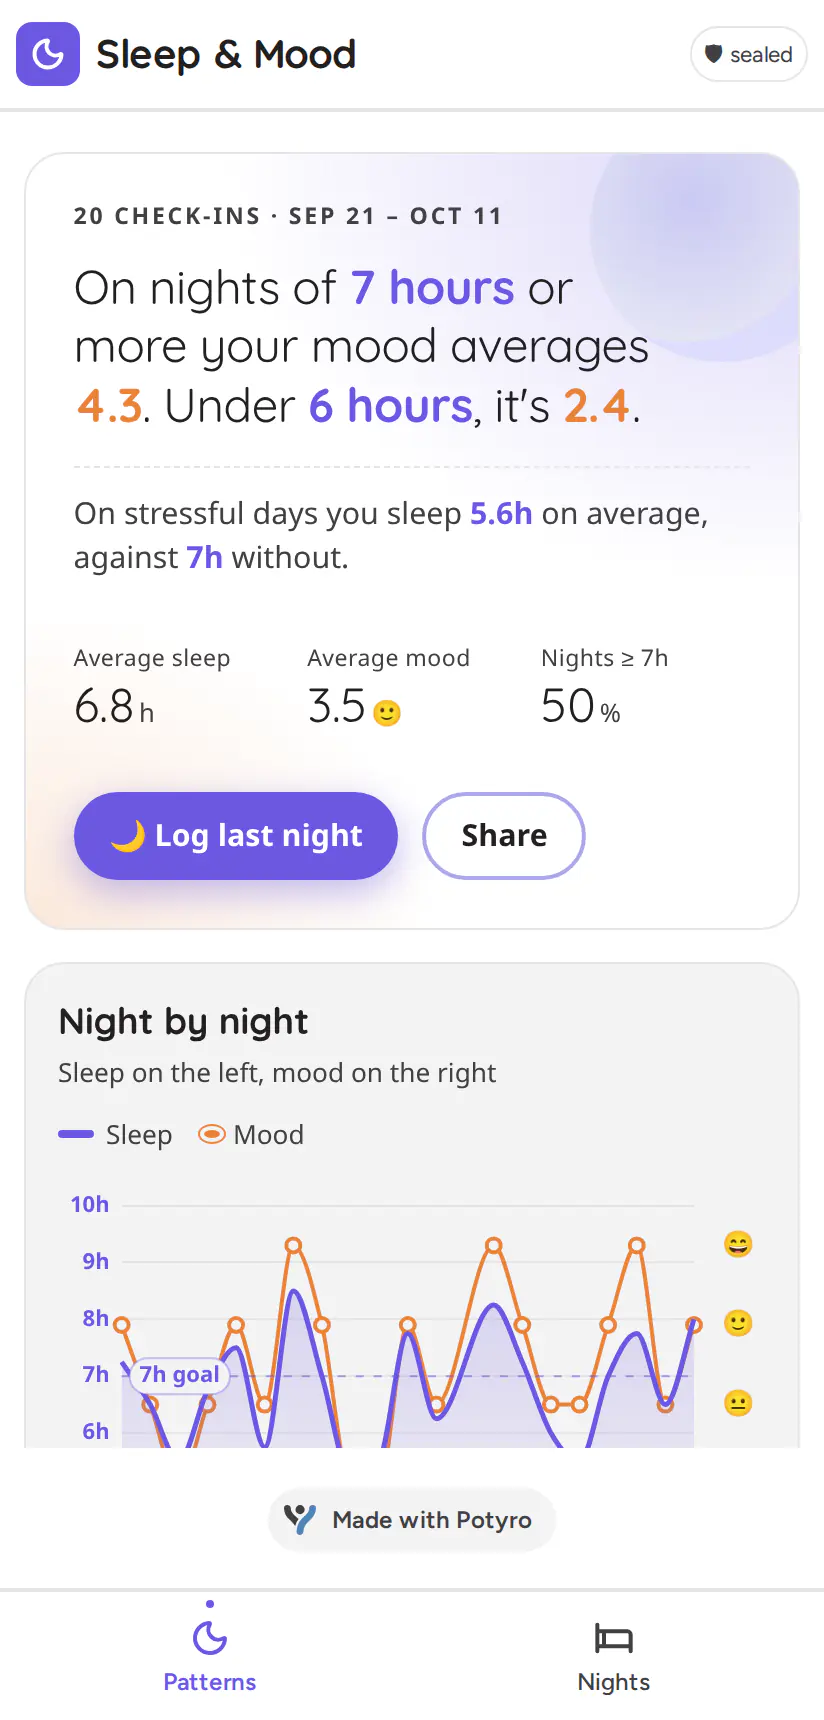 Sleep & Mood
sealed
20 CHECK-INS · SEP 21 – OCT 11
On nights of 7 hours or
more your mood averages
4.3. Under 6 hours, it's 2.4.
On stressful days you sleep 5.6h on average,
against 7h without.
Average sleep
6.8 h
Average mood
3.5 🙂
Nights ≥ 7h
50 %
🌙 Log last night
Share
Night by night
Sleep on the left, mood on the right
Sleep
Mood
10h
9h
8h
7h
7h goal
6h
Made with Potyro
Patterns
Nights